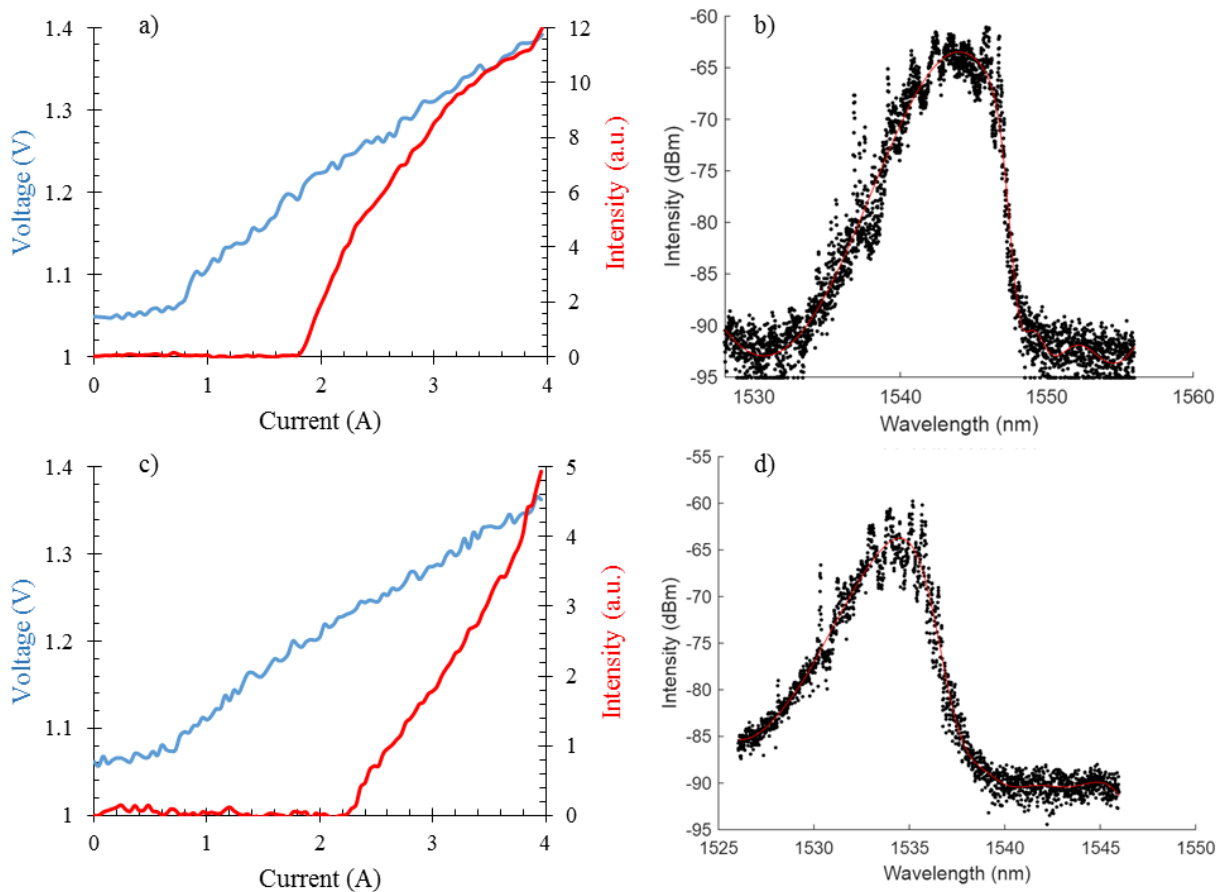 a)
Voltage (V)
1.4
1.3
1.2
1.1
1
12
10
8
6
4
2
0
Intensity (a.u.)
0 1 2 3 4
Current (A)
b)
Intensity (dBm)
-60
-65
-70
-75
-80
-85
-90
-95
1530 1540 1550 1560
Wavelength (nm)
c)
Voltage (V)
1.4
1.3
1.2
1.1
1
5
4
3
2
1
0
Intensity (a.u.)
0 1 2 3 4
Current (A)
d)
Intensity (dBm)
-55
-60
-65
-70
-75
-80
-85
-90
-95
1525 1530 1535 1540 1545 1550
Wavelength (nm)